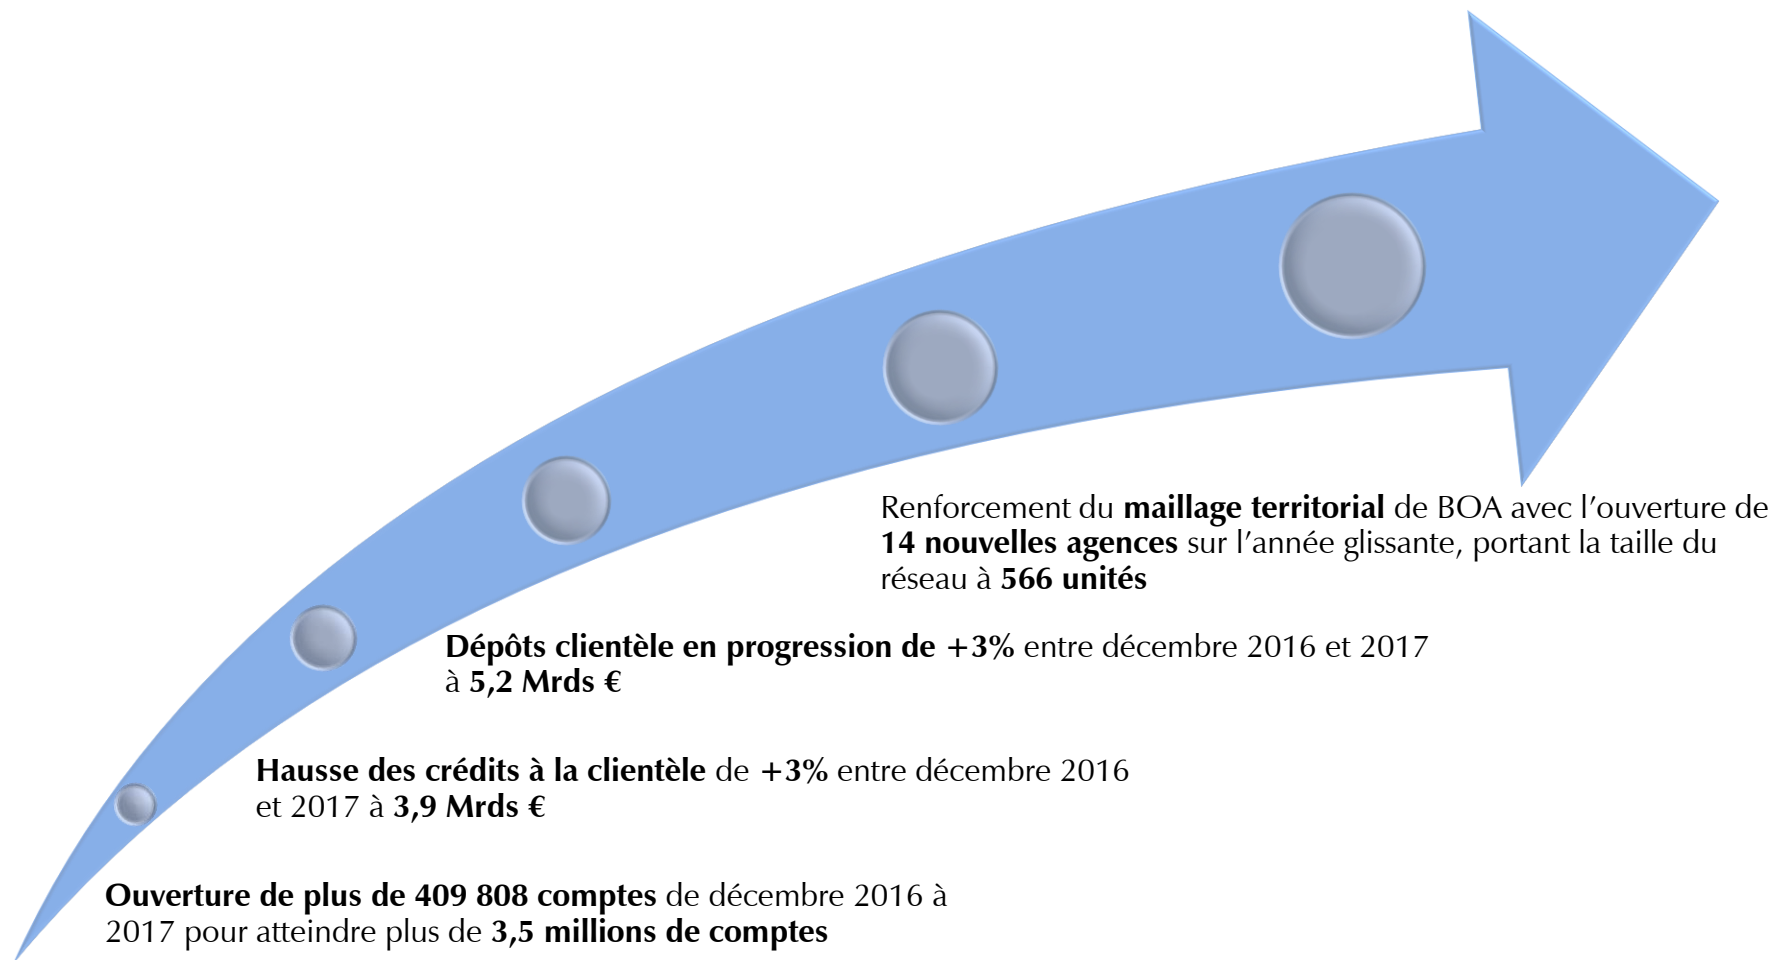 Renforcement du maillage territorial de BOA avec l’ouverture de
14 nouvelles agences sur l’année glissante, portant la taille du
réseau à 566 unités
Dépôts clientèle en progression de +3% entre décembre 2016 et 2017
à 5,2 Mrds €
Hausse des crédits à la clientèle de +3% entre décembre 2016
et 2017 à 3,9 Mrds €
Ouverture de plus de 409 808 comptes de décembre 2016 à
2017 pour atteindre plus de 3,5 millions de comptes